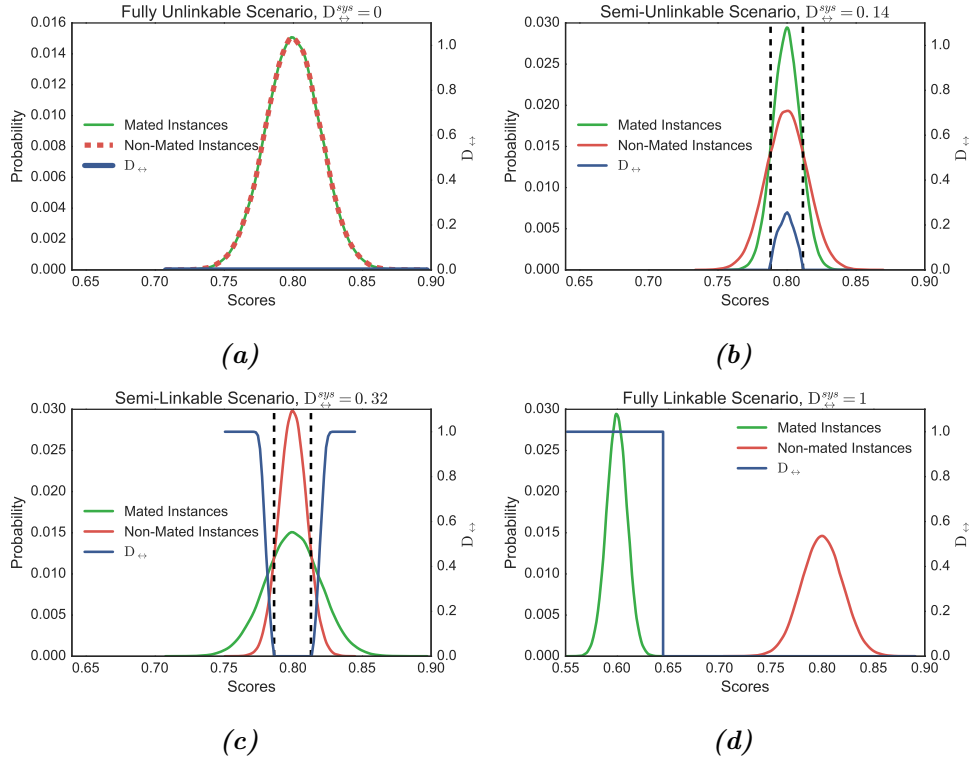 Fully Unlinkable Scenario, D↔^sys = 0
0.016
0.014
0.012
0.010
0.008
0.006
0.004
0.002
0.000
Probability
Mated Instances
Non-Mated Instances
D↔
1.0
0.8
0.6
0.4
0.2
0.0
D↔
0.65 0.70 0.75 0.80 0.85 0.90
Scores
(a)
Semi-Unlinkable Scenario, D↔^sys = 0.14
0.030
0.025
0.020
0.015
0.010
0.005
0.000
Probability
Mated Instances
Non-Mated Instances
D↔
1.0
0.8
0.6
0.4
0.2
0.0
D↔
0.65 0.70 0.75 0.80 0.85 0.90
Scores
(b)
Semi-Linkable Scenario, D↔^sys = 0.32
0.030
0.025
0.020
0.015
0.010
0.005
0.000
Probability
Mated Instances
Non-Mated Instances
D↔
1.0
0.8
0.6
0.4
0.2
0.0
D↔
0.65 0.70 0.75 0.80 0.85 0.90
Scores
(c)
Fully Linkable Scenario, D↔^sys = 1
0.030
0.025
0.020
0.015
0.010
0.005
0.000
Probability
Mated Instances
Non-mated Instances
D↔
1.0
0.8
0.6
0.4
0.2
0.0
D↔
0.55 0.60 0.65 0.70 0.75 0.80 0.85 0.90
Scores
(d)